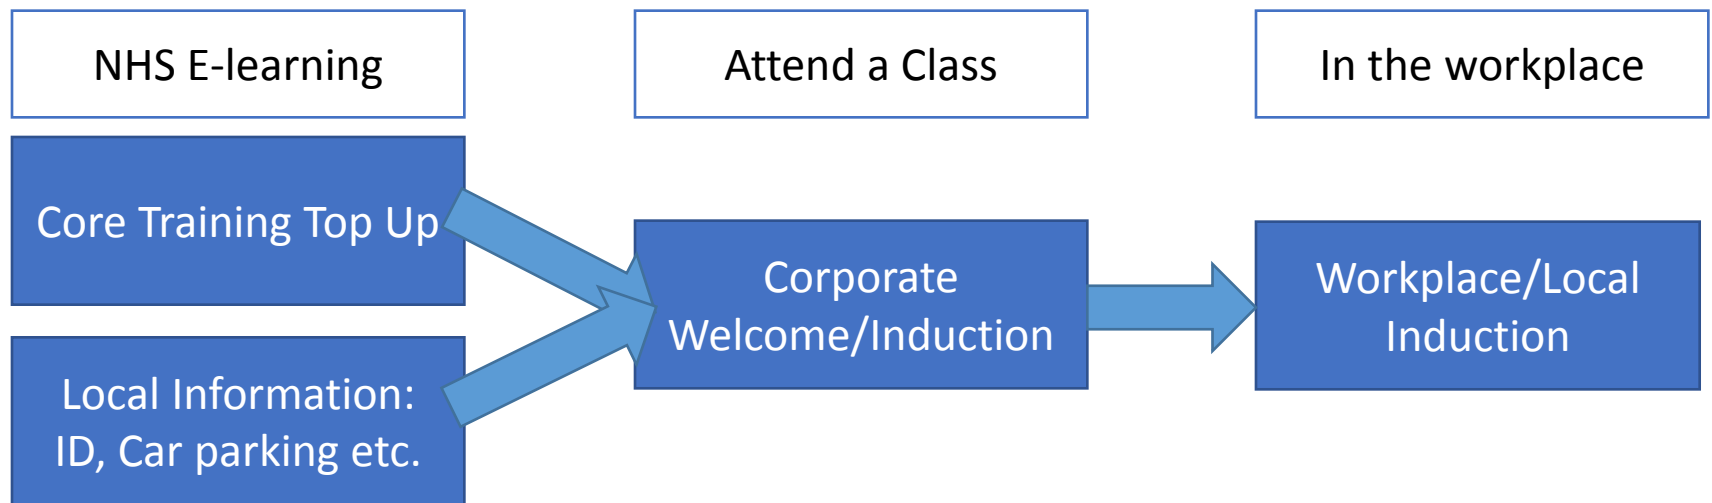 NHS E-learning
Attend a Class
In the workplace
Core Training Top Up
Local Information:
ID, Car parking etc.
Corporate
Welcome/Induction
Workplace/Local
Induction